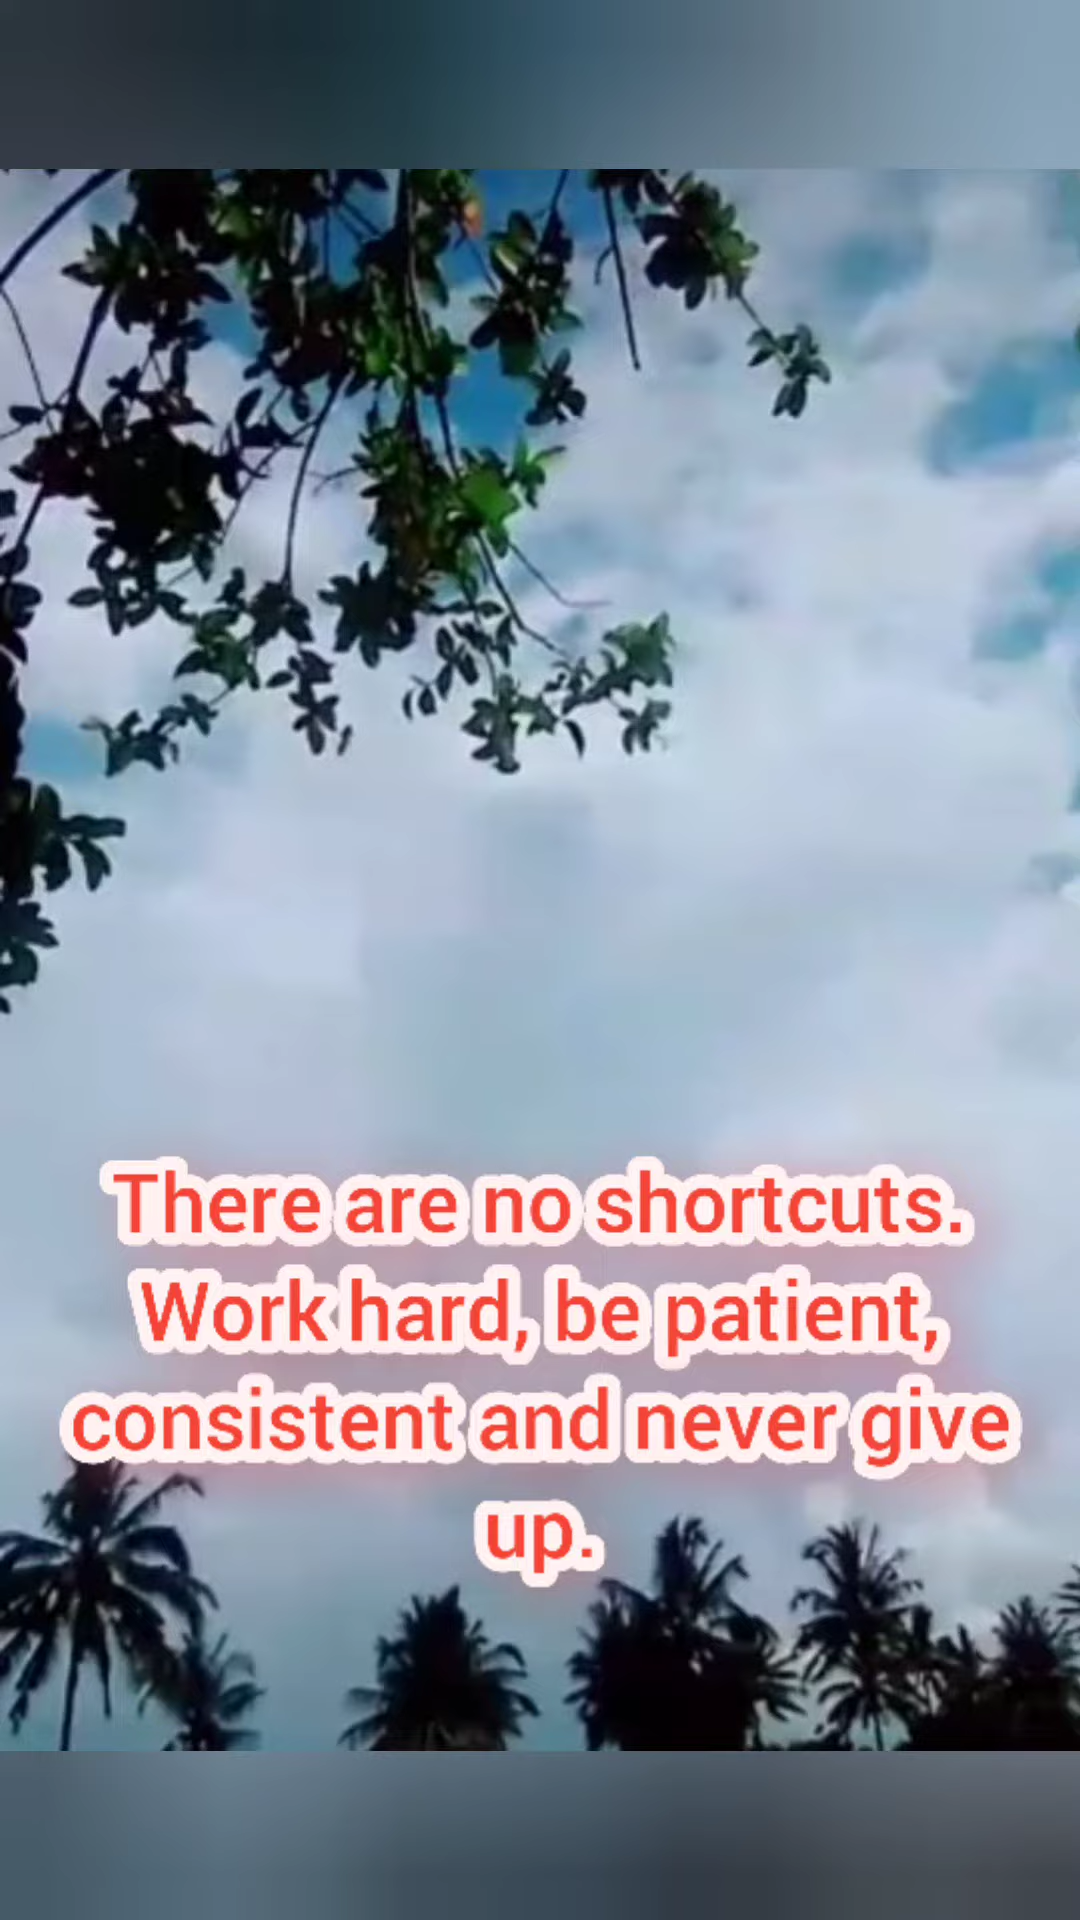 There are no shortcuts.
Work hard, be patient,
consistent and never give
up.